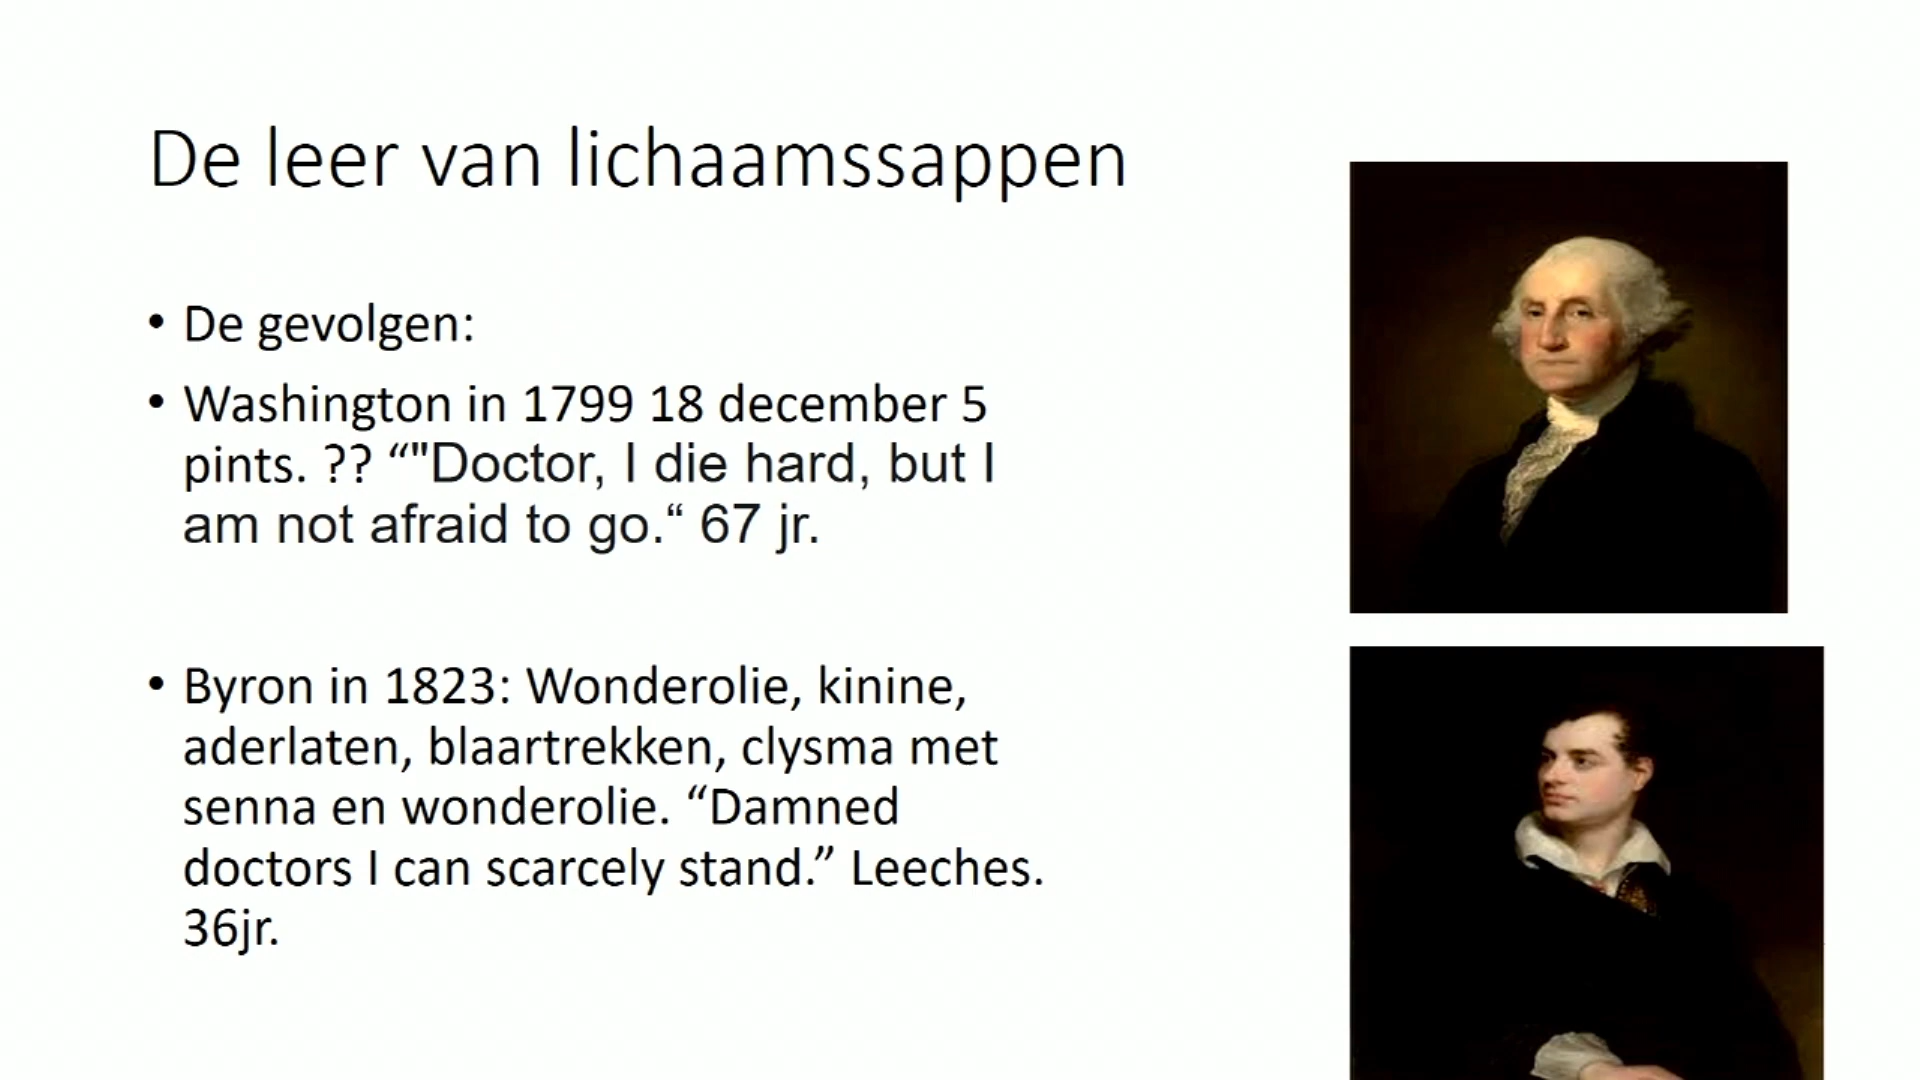 De leer van lichaamssappen
• De gevolgen:
• Washington in 1799 18 december 5
pints. ?? “"Doctor, I die hard, but I
am not afraid to go.“ 67 jr.
• Byron in 1823: Wonderolie, kinine,
aderlaten, blaartrekken, clysma met
senna en wonderolie. “Damned
doctors I can scarcely stand.” Leeches.
36jr.